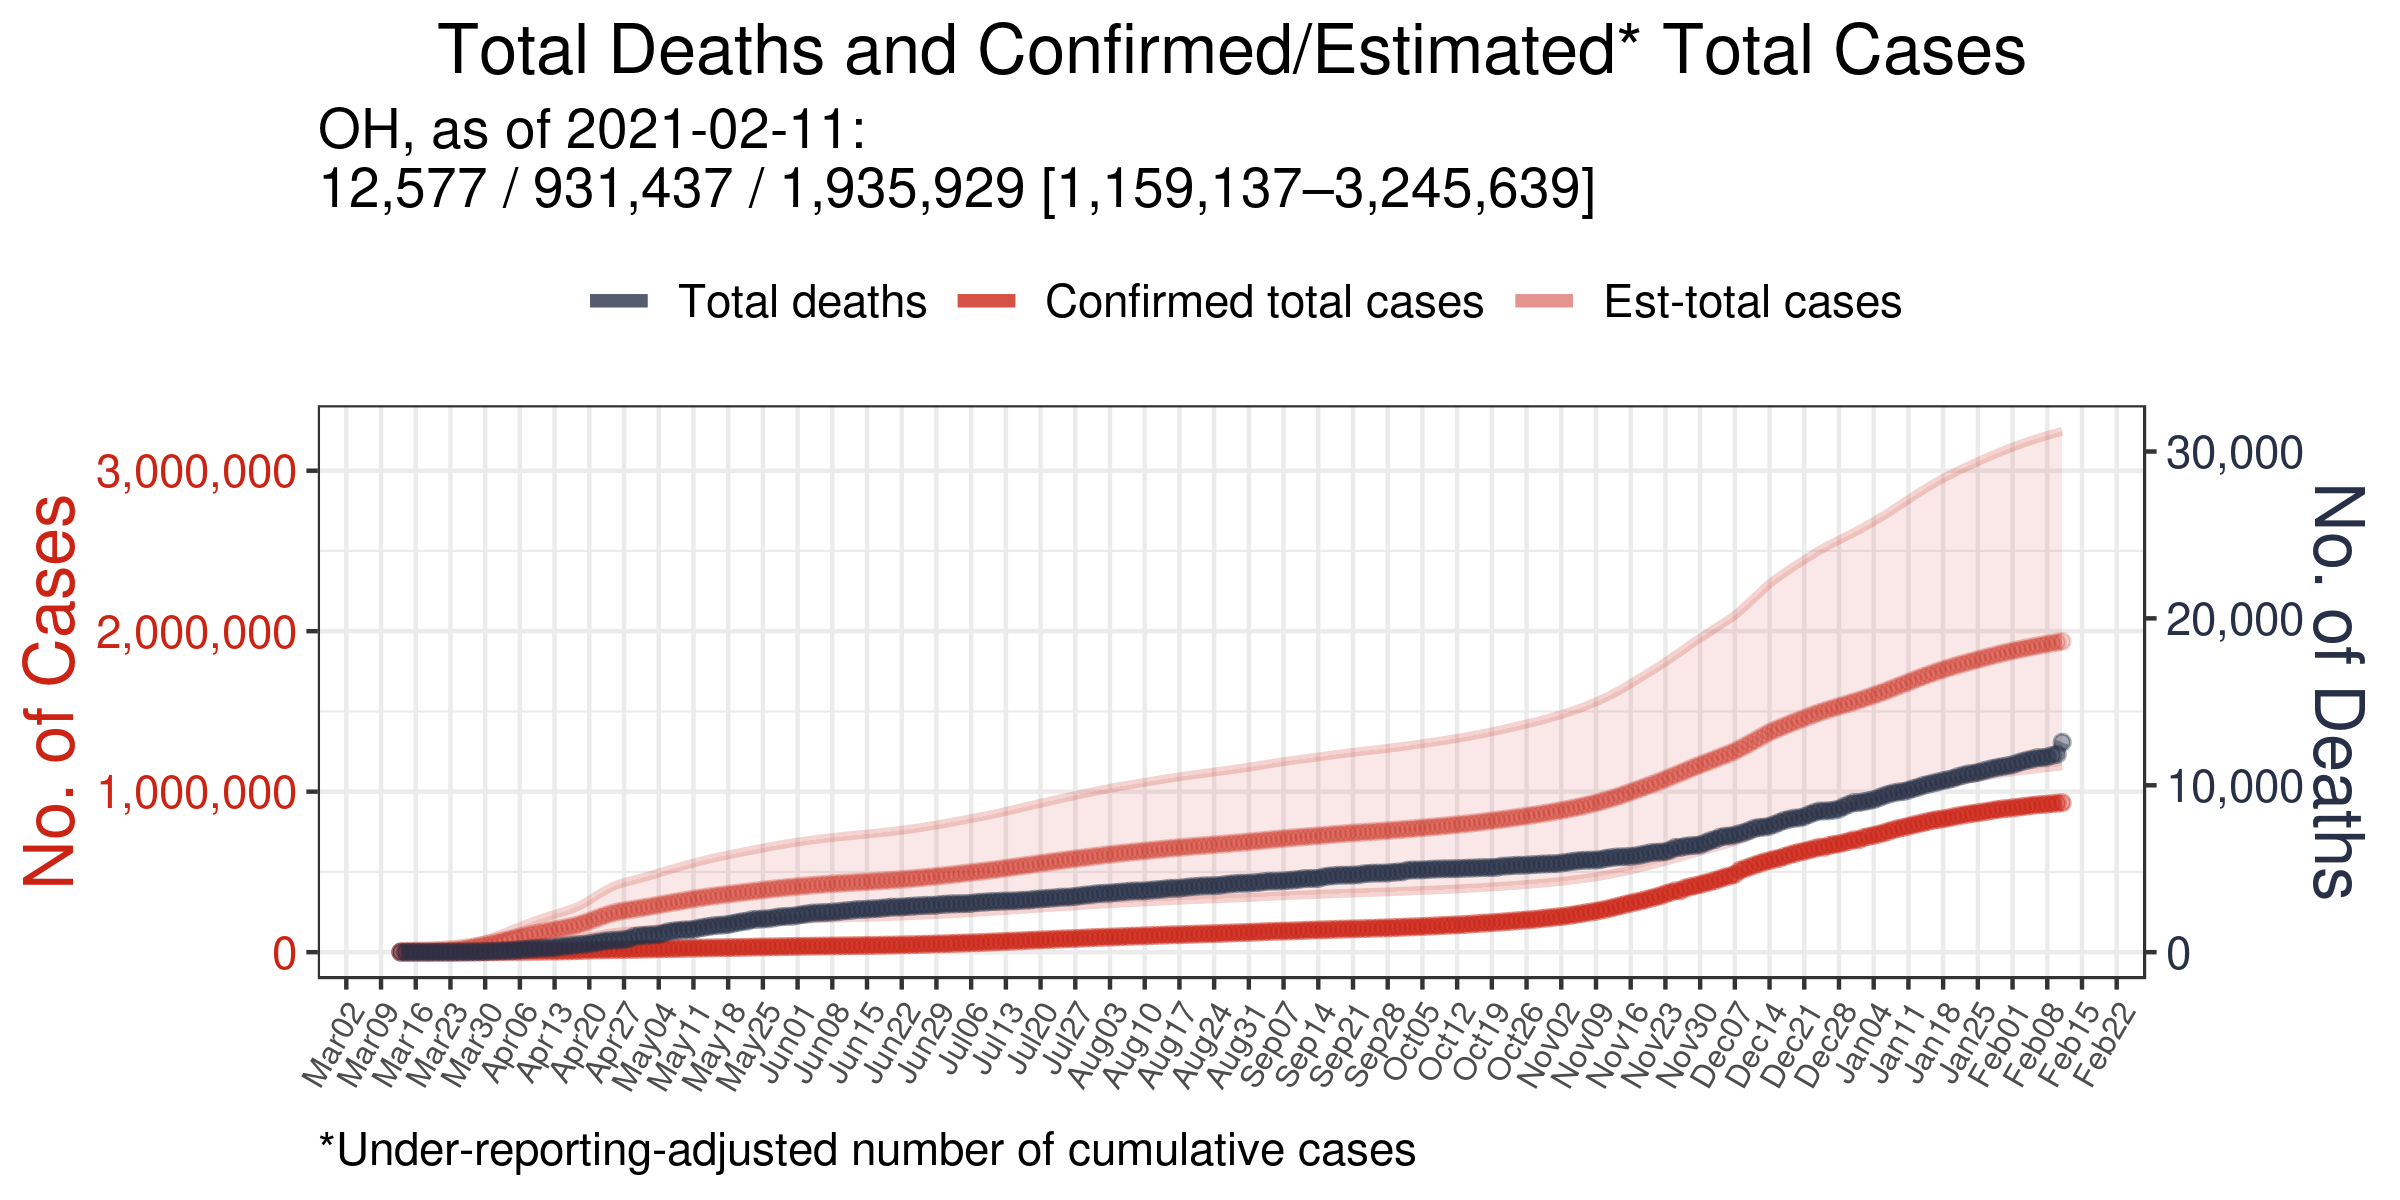 Total Deaths and Confirmed/Estimated* Total Cases
OH, as of 2021-02-11:
12,577 / 931,437 / 1,935,929 [1,159,137–3,245,639]
Total deaths
Confirmed total cases
Est-total cases
No. of Cases
3,000,000
2,000,000
1,000,000
0
30,000
20,000
10,000
0
No. of Deaths
Mar02
Mar09
Mar16
Mar23
Mar30
Apr06
Apr13
Apr20
Apr27
May04
May11
May18
May25
Jun01
Jun08
Jun15
Jun22
Jun29
Jul06
Jul13
Jul20
Jul27
Aug03
Aug10
Aug17
Aug24
Aug31
Sep07
Sep14
Sep21
Sep28
Oct05
Oct12
Oct19
Oct26
Nov02
Nov09
Nov16
Nov23
Nov30
Dec07
Dec14
Dec21
Dec28
Jan04
Jan11
Jan18
Jan25
Feb01
Feb08
Feb15
Feb22
*Under-reporting-adjusted number of cumulative cases